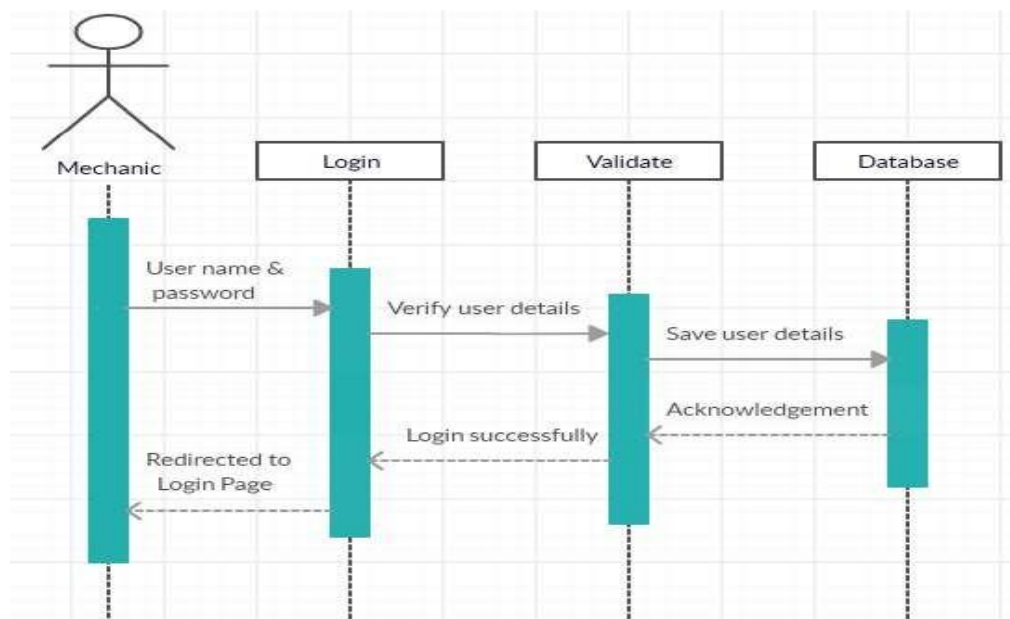 Mechanic
Login
Validate
Database
User name &
password
Verify user details
Save user details
Acknowledgement
Login successfully
Redirected to
Login Page